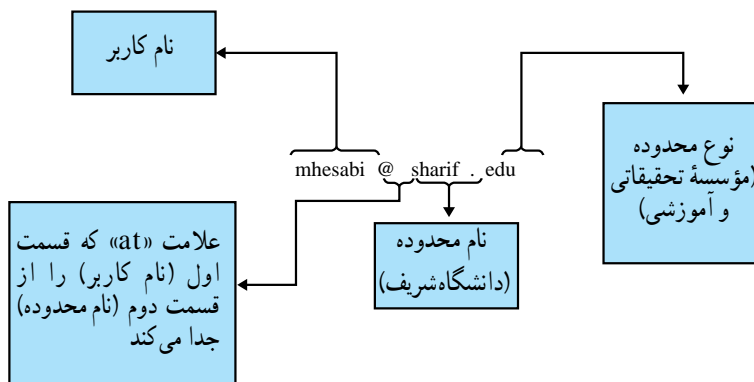 نام کاربر
نوع محدوده
(مؤسسهٔ تحقیقاتی
و آموزشی)
mhesabi @ sharif . edu
علامت «at» که قسمت
اول (نام کاربر) را از
قسمت دوم (نام محدوده)
جدا می‌کند
نام محدوده
(دانشگاه شریف)